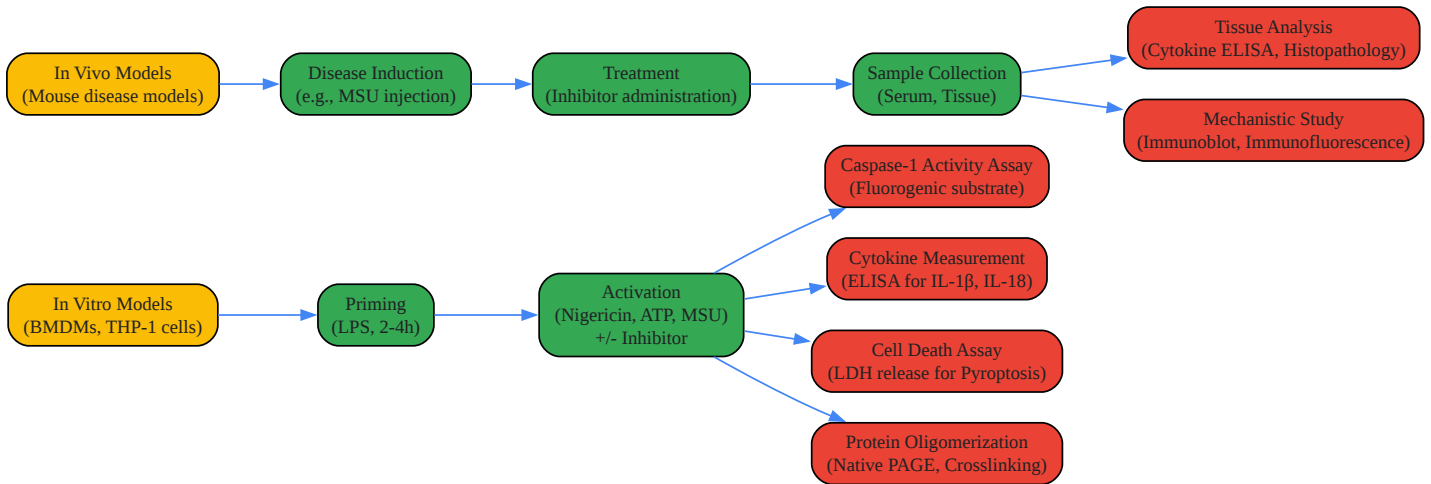 In Vivo Models
(Mouse disease models)
Disease Induction
(e.g., MSU injection)
Treatment
(Inhibitor administration)
Sample Collection
(Serum, Tissue)
Tissue Analysis
(Cytokine ELISA, Histopathology)
Mechanistic Study
(Immunoblot, Immunofluorescence)
In Vitro Models
(BMDMs, THP-1 cells)
Priming
(LPS, 2-4h)
Activation
(Nigericin, ATP, MSU)
+/- Inhibitor
Caspase-1 Activity Assay
(Fluorogenic substrate)
Cytokine Measurement
(ELISA for IL-1β, IL-18)
Cell Death Assay
(LDH release for Pyroptosis)
Protein Oligomerization
(Native PAGE, Crosslinking)